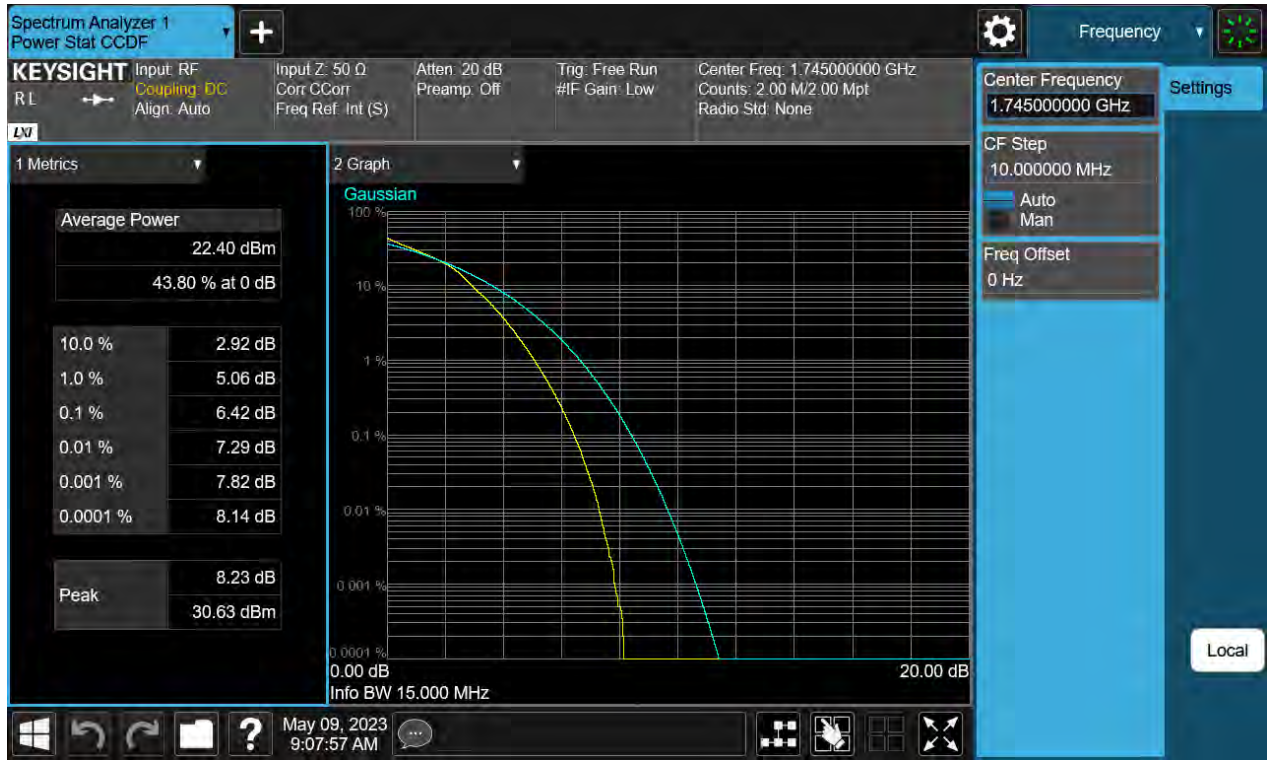 Spectrum Analyzer 1
Power Stat CCDF
+
Frequency
KEYSIGHT
RL
LXI
Input: RF
Coupling: DC
Align: Auto
Input Z: 50 Ω
Corr CCorr
Freq Ref: Int (S)
Atten: 20 dB
Preamp: Off
Trig: Free Run
#IF Gain: Low
Center Freq: 1.745000000 GHz
Counts: 2.00 M/2.00 Mpt
Radio Std: None
1 Metrics
Average Power
22.40 dBm
43.80 % at 0 dB
10.0 % 2.92 dB
1.0 % 5.06 dB
0.1 % 6.42 dB
0.01 % 7.29 dB
0.001 % 7.82 dB
0.0001 % 8.14 dB
Peak
8.23 dB
30.63 dBm
2 Graph
Gaussian
100 %
10 %
1 %
0.1 %
0.01 %
0.001 %
0.0001 %
0.00 dB 20.00 dB
Info BW 15.000 MHz
Center Frequency
1.745000000 GHz
Settings
CF Step
10.000000 MHz
Auto
Man
Freq Offset
0 Hz
Local
?
May 09, 2023
9:07:57 AM